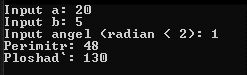 Input a: 20
Input b: 5
Input angel (radian < 2): 1
Perimitr: 48
Ploshad`: 130